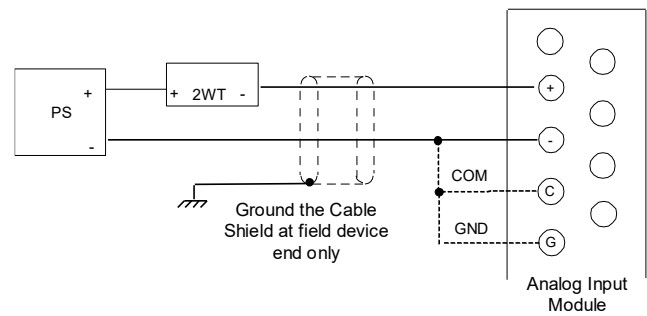 PS
+
-
+ 2WT -
+
-
COM
C
GND
G
Ground the Cable
Shield at field device
end only
Analog Input
Module